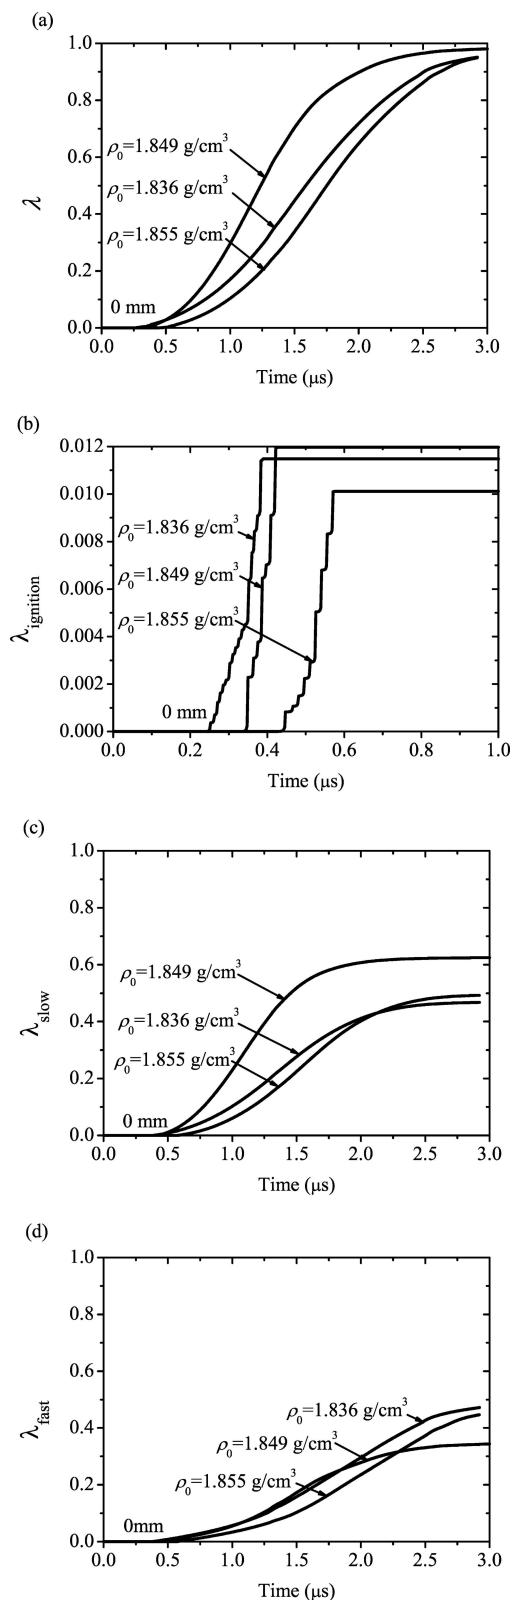 (a)
1.0
0.8
0.6
0.4
0.2
0.0
λ
ρ₀=1.849 g/cm³
ρ₀=1.836 g/cm³
ρ₀=1.855 g/cm³
0 mm
0.0 0.5 1.0 1.5 2.0 2.5 3.0
Time (μs)
(b)
0.012
0.010
0.008
0.006
0.004
0.002
0.000
λignition
ρ₀=1.836 g/cm³
ρ₀=1.849 g/cm³
ρ₀=1.855 g/cm³
0 mm
0.0 0.2 0.4 0.6 0.8 1.0
Time (μs)
(c)
1.0
0.8
0.6
0.4
0.2
0.0
λslow
ρ₀=1.849 g/cm³
ρ₀=1.836 g/cm³
ρ₀=1.855 g/cm³
0 mm
0.0 0.5 1.0 1.5 2.0 2.5 3.0
Time (μs)
(d)
1.0
0.8
0.6
0.4
0.2
0.0
λfast
ρ₀=1.836 g/cm³
ρ₀=1.849 g/cm³
ρ₀=1.855 g/cm³
0mm
0.0 0.5 1.0 1.5 2.0 2.5 3.0
Time (μs)